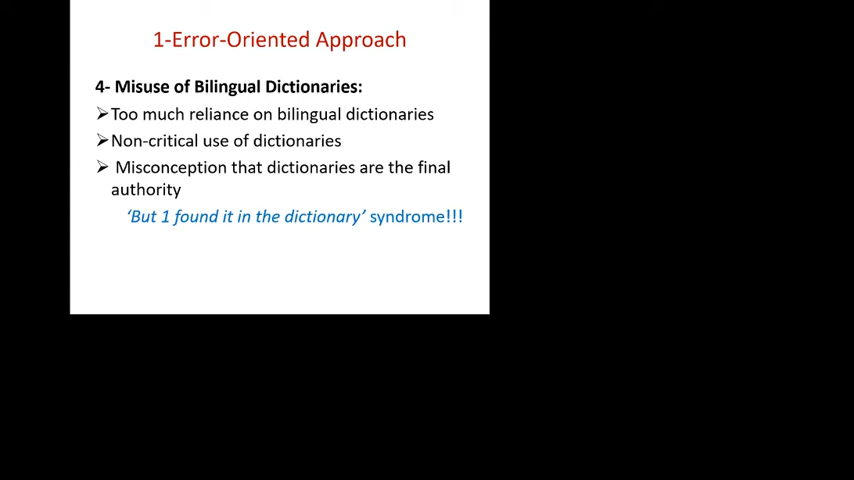 1-Error-Oriented Approach
4- Misuse of Bilingual Dictionaries:
➢Too much reliance on bilingual dictionaries
➢Non-critical use of dictionaries
➢ Misconception that dictionaries are the final
authority
‘But 1 found it in the dictionary’ syndrome!!!